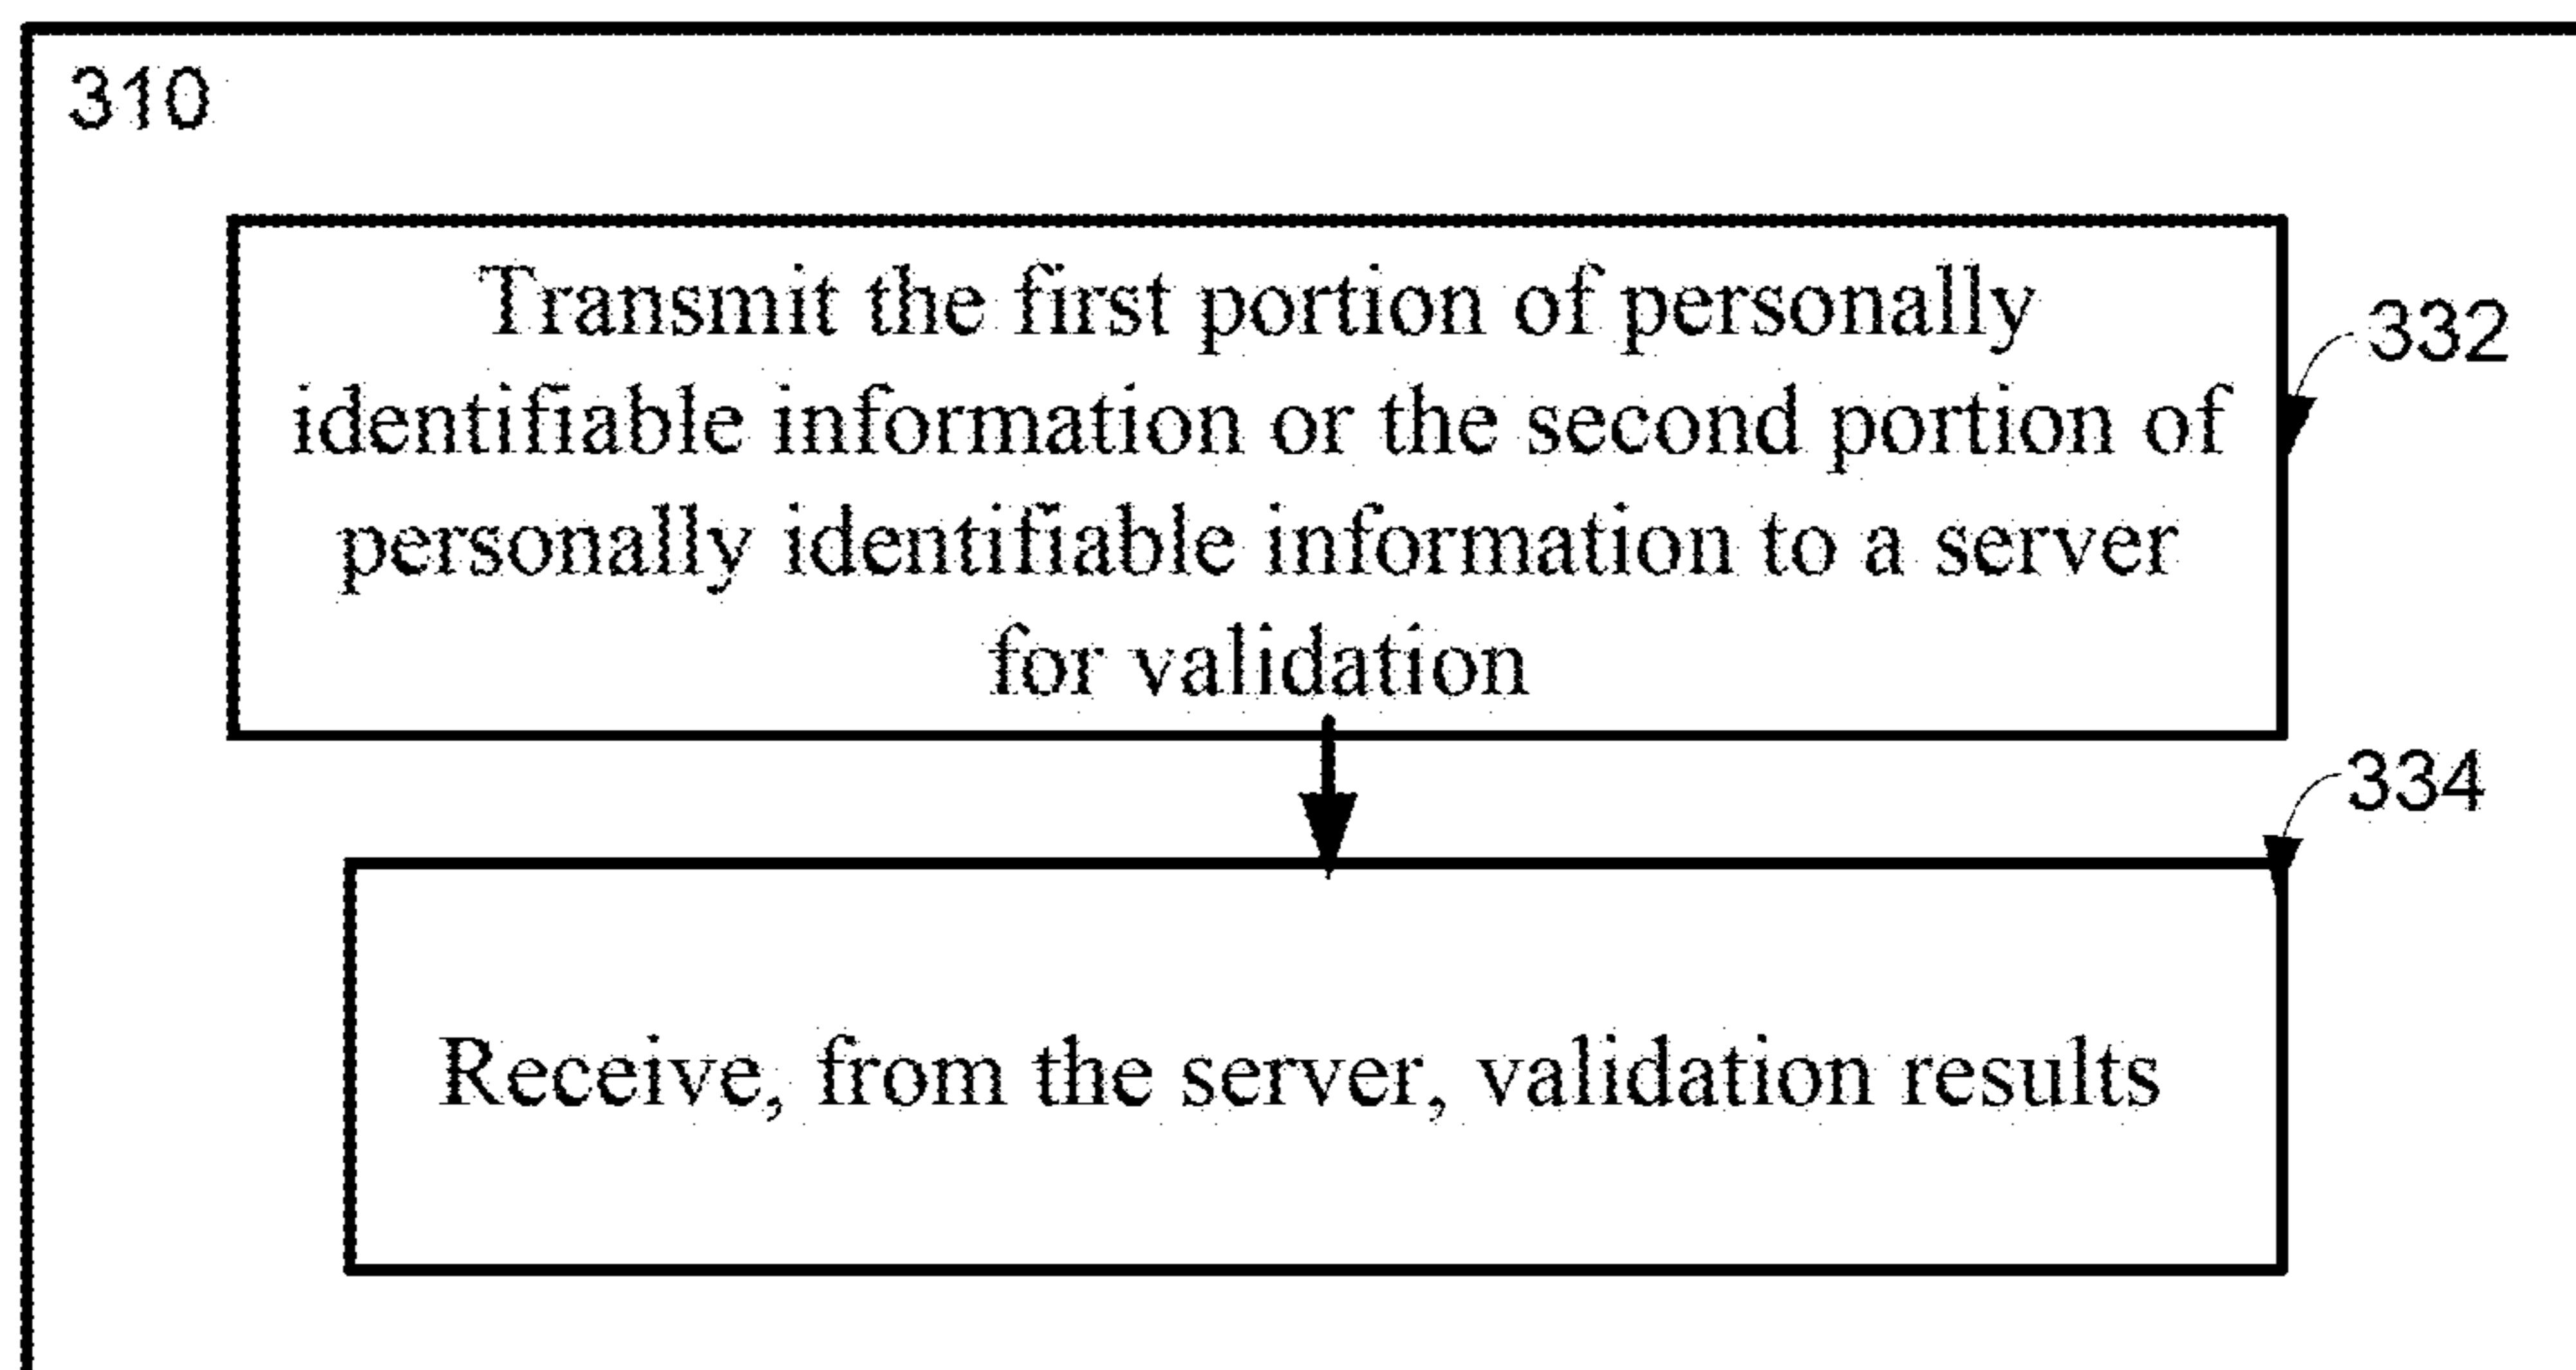 310
Transmit the first portion of personally
332
identifiable information or the second portion of
personally identifiable information to a server
for validation
334
Receive, from the server, validation results